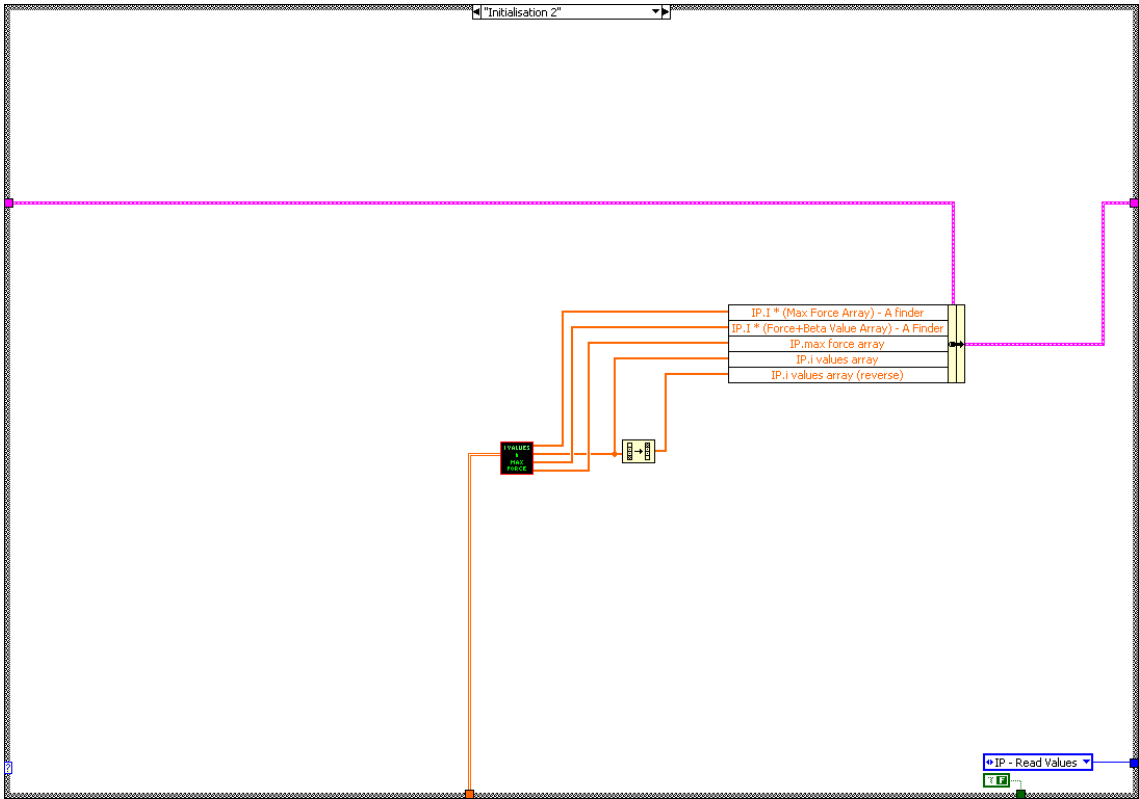 "Initialisation 2"
IP.I * (Max Force Array) - A finder
IP.I * (Force+Beta Value Array) - A Finder
IP.max force array
IP.i values array
IP.i values array (reverse)
I VALUES
&
MAX
FORCE
?
IP - Read Values
? F